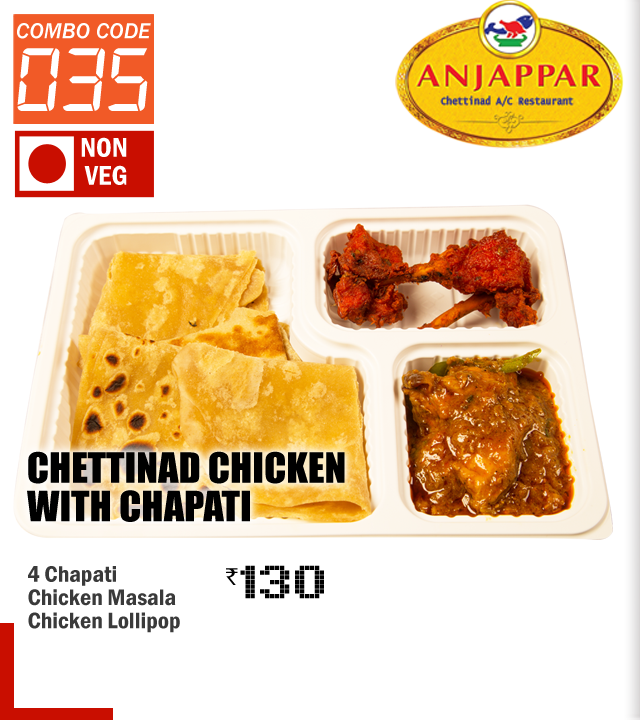 COMBO CODE
035
NON
VEG
ANJAPPAR
Chettinad A/C Restaurant
CHETTINAD CHICKEN
WITH CHAPATI
4 Chapati
Chicken Masala
Chicken Lollipop
₹130